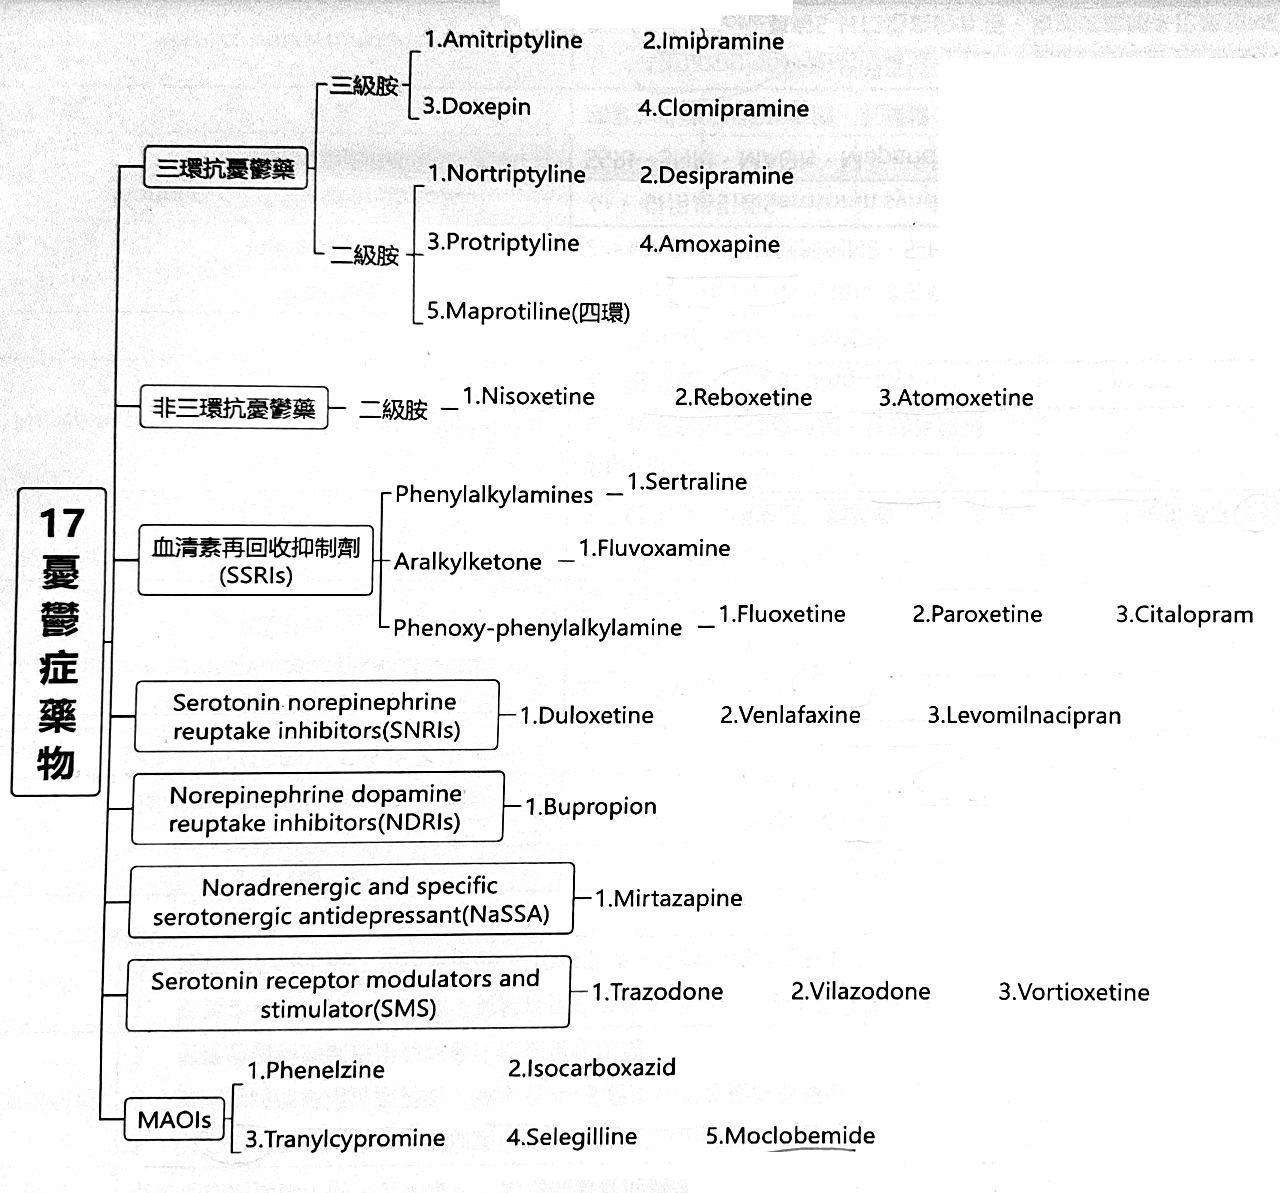 1.Amitriptyline 2.Imipramine
三級胺
3.Doxepin 4.Clomipramine
三環抗憂鬱藥
1.Nortriptyline 2.Desipramine
二級胺
3.Protriptyline 4.Amoxapine
5.Maprotiline(四環)
非三環抗憂鬱藥 二級胺 1.Nisoxetine 2.Reboxetine 3.Atomoxetine
17憂鬱症藥物
血清素再回收抑制劑
(SSRIs)
Phenylalkylamines 1.Sertraline
Aralkylketone 1.Fluvoxamine
Phenoxy-phenylalkylamine 1.Fluoxetine 2.Paroxetine 3.Citalopram
Serotonin norepinephrine
reuptake inhibitors(SNRIs)
1.Duloxetine 2.Venlafaxine 3.Levomilnacipran
Norepinephrine dopamine
reuptake inhibitors(NDRIs)
1.Bupropion
Noradrenergic and specific
serotonergic antidepressant(NaSSA)
1.Mirtazapine
Serotonin receptor modulators and
stimulator(SMS)
1.Trazodone 2.Vilazodone 3.Vortioxetine
MAOIs
1.Phenelzine 2.Isocarboxazid
3.Tranylcypromine 4.Selegilline 5.Moclobemide